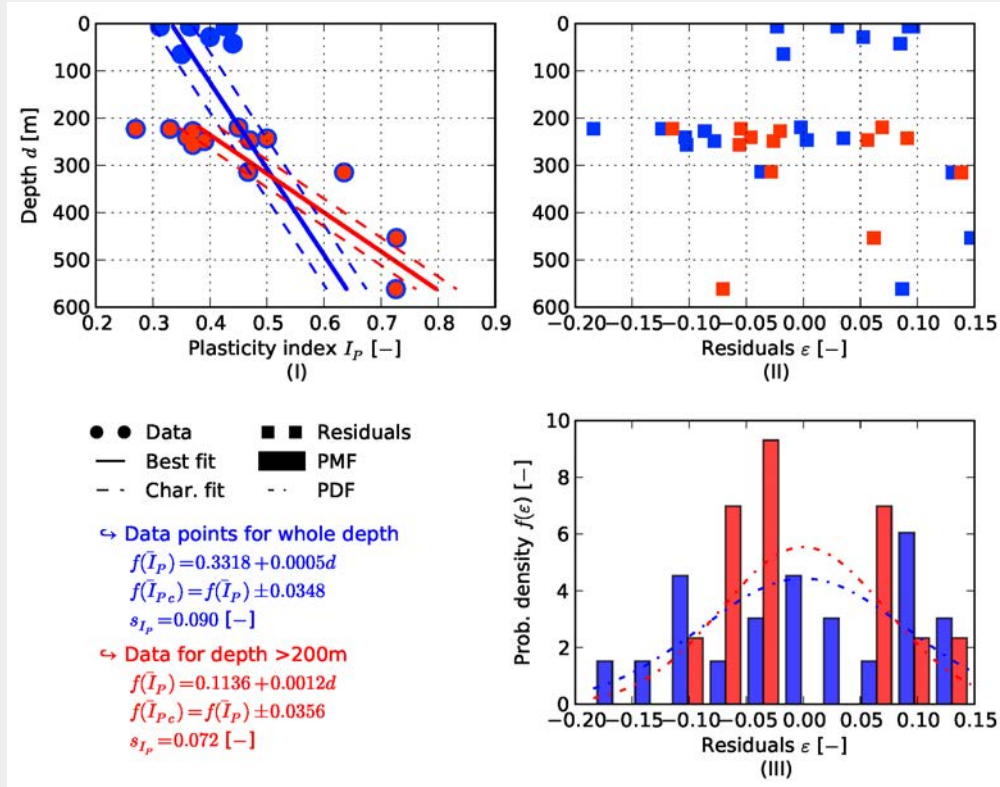 0
100
200
300
400
500
600
Depth d [m]
0.2 0.3 0.4 0.5 0.6 0.7 0.8 0.9
Plasticity index I_P [−]
(I)
0
100
200
300
400
500
600
−0.20 −0.15 −0.10 −0.05 0.00 0.05 0.10 0.15
Residuals ε [−]
(II)
Data
Residuals
Best fit
PMF
Char. fit
PDF
↪ Data points for whole depth
f(Ī_P)=0.3318+0.0005d
f(Ī_Pc)=f(Ī_P)±0.0348
s_I_P=0.090 [−]
↪ Data for depth >200m
f(Ī_P)=0.1136+0.0012d
f(Ī_Pc)=f(Ī_P)±0.0356
s_I_P=0.072 [−]
10
8
6
4
2
0
Prob. density f(ε) [−]
−0.20 −0.15 −0.10 −0.05 0.00 0.05 0.10 0.15
Residuals ε [−]
(III)